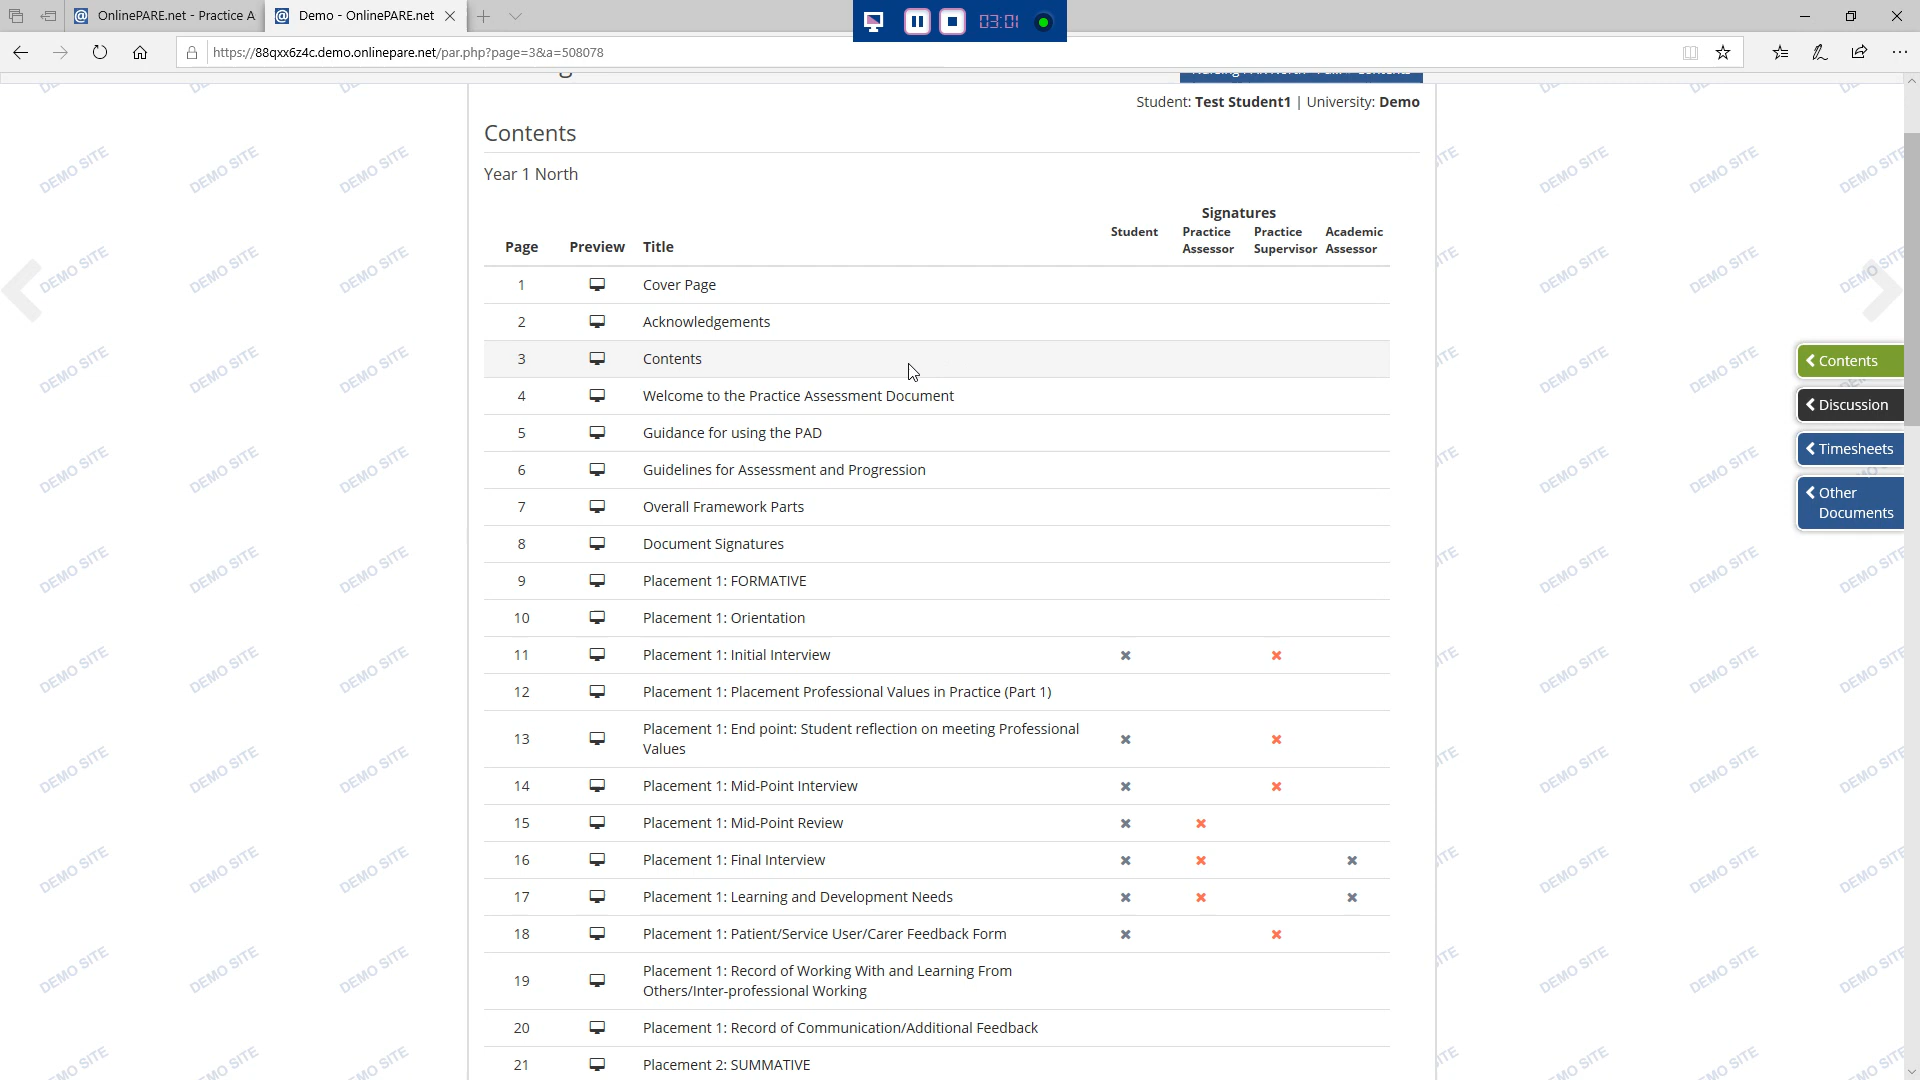 OnlinePARE.net - Practice A
Demo - OnlinePARE.net
03:01
https://88qxx6z4c.demo.onlinepare.net/par.php?page=3&a=508078
Student: Test Student1 | University: Demo
Contents
Year 1 North
Signatures
Page Preview Title Student Practice Assessor Practice Supervisor Academic Assessor
1 Cover Page
2 Acknowledgements
3 Contents
4 Welcome to the Practice Assessment Document
5 Guidance for using the PAD
6 Guidelines for Assessment and Progression
7 Overall Framework Parts
8 Document Signatures
9 Placement 1: FORMATIVE
10 Placement 1: Orientation
11 Placement 1: Initial Interview
12 Placement 1: Placement Professional Values in Practice (Part 1)
13 Placement 1: End point: Student reflection on meeting Professional
Values
14 Placement 1: Mid-Point Interview
15 Placement 1: Mid-Point Review
16 Placement 1: Final Interview
17 Placement 1: Learning and Development Needs
18 Placement 1: Patient/Service User/Carer Feedback Form
19 Placement 1: Record of Working With and Learning From
Others/Inter-professional Working
20 Placement 1: Record of Communication/Additional Feedback
21 Placement 2: SUMMATIVE
Contents
Discussion
Timesheets
Other
Documents
DEMO SITE